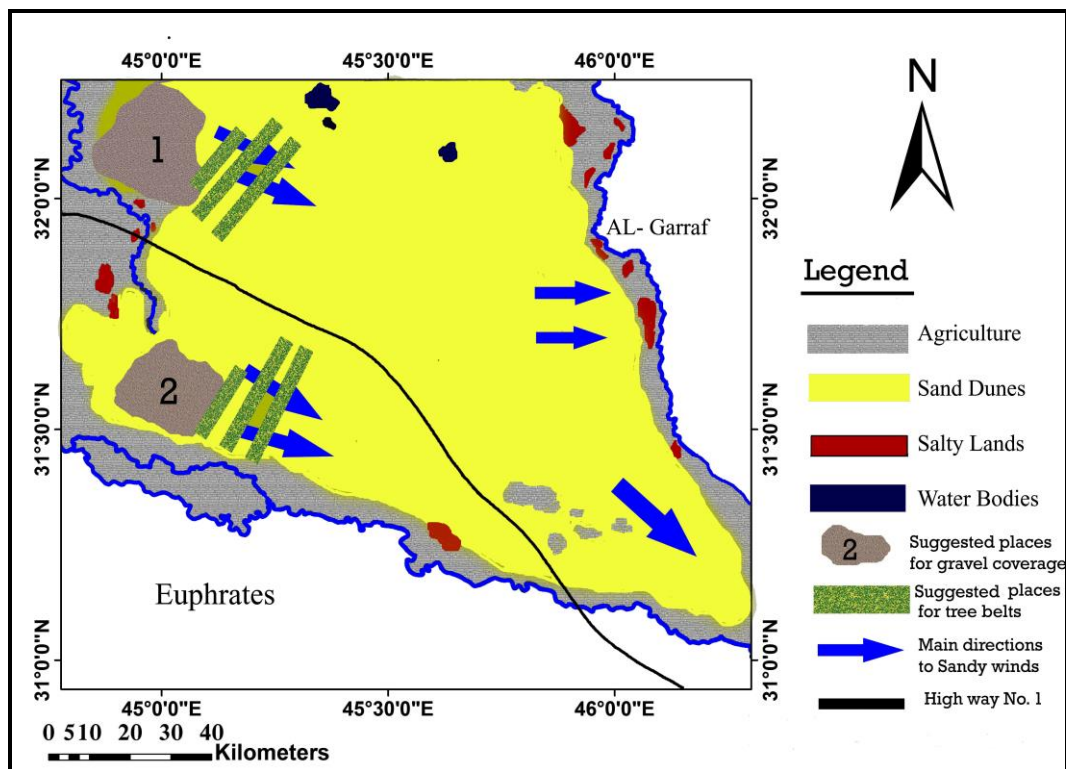 45°0'0"E
45°30'0"E
46°0'0"E
N
1
32°0'0"N
32°0'0"N
AL- Garraf
Legend
Agriculture
2
Sand Dunes
31°30'0"N
31°30'0"N
Salty Lands
Water Bodies
2
Suggested places
for gravel coverage
Euphrates
Suggested places
for tree belts
Main directions
to Sandy winds
31°0'0"N
31°0'0"N
High way No. 1
45°0'0"E
45°30'0"E
46°0'0"E
0 5 10 20 30 40
Kilometers